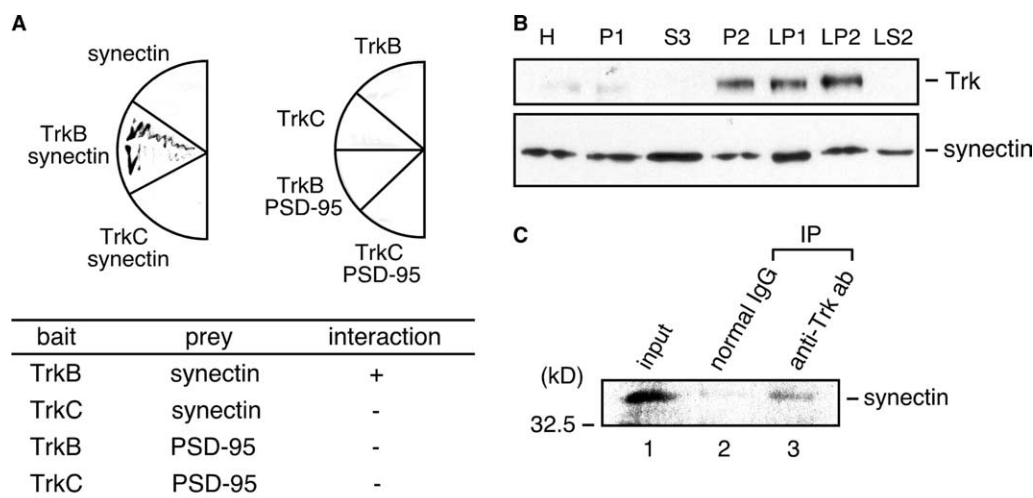 A
synectin
TrkB
synectin
TrkC
synectin
TrkB
TrkC
TrkB
PSD-95
TrkC
PSD-95
bait prey interaction
TrkB synectin +
TrkC synectin -
TrkB PSD-95 -
TrkC PSD-95 -
B
H P1 S3 P2 LP1 LP2 LS2
– Trk
– synectin
C
IP
input normal IgG anti-Trk ab
(kD)
– synectin
32.5 –
1 2 3